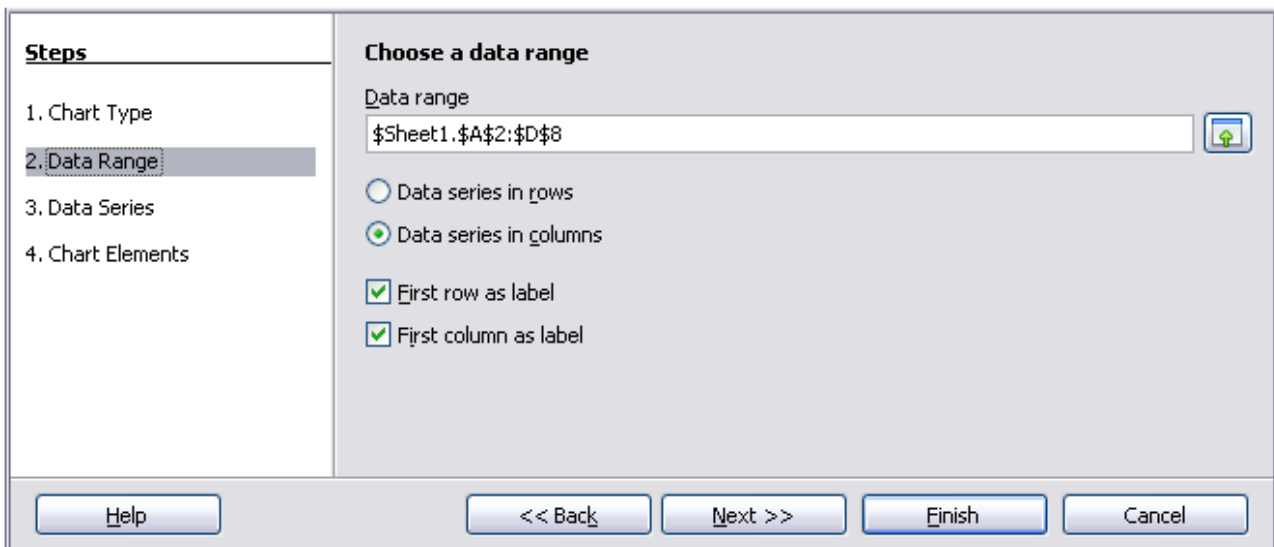 Steps
1. Chart Type
2. Data Range
3. Data Series
4. Chart Elements
Choose a data range
Data range
$Sheet1.$A$2:$D$8
Data series in rows
Data series in columns
First row as label
First column as label
Help
<< Back
Next >>
Finish
Cancel